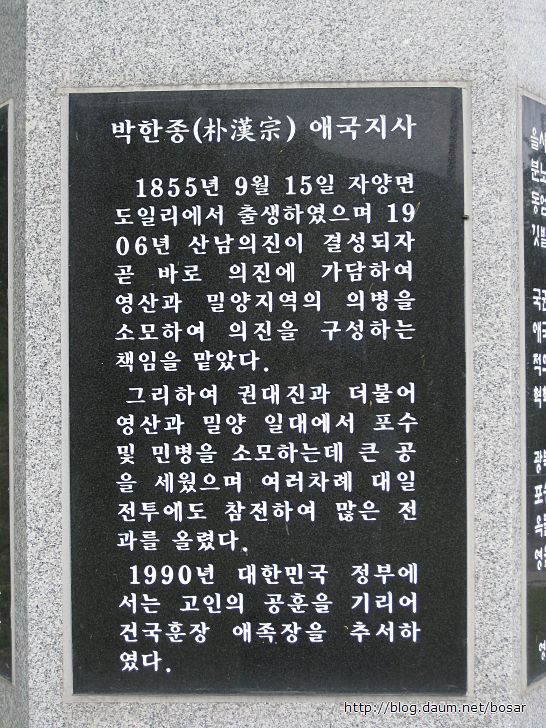 박한종(朴漢宗) 애국지사
1855년 9월 15일 자양면
도일리에서 출생하였으며 19
06년 산남의진이 결성되자
곧 바로 의진에 가담하여
영산과 밀양지역의 의병을
소모하여 의진을 구성하는
책임을 맡았다.
그리하여 권대진과 더불어
영산과 밀양 일대에서 포수
및 민병을 소모하는데 큰 공
을 세웠으며 여러차례 대일
전투에도 참전하여 많은 전
과를 올렸다.
1990년 대한민국 정부에
서는 고인의 공훈을 기리어
건국훈장 애족장을 추서하
였다.
국권
애국
포수
http://blog.daum.net/bosar